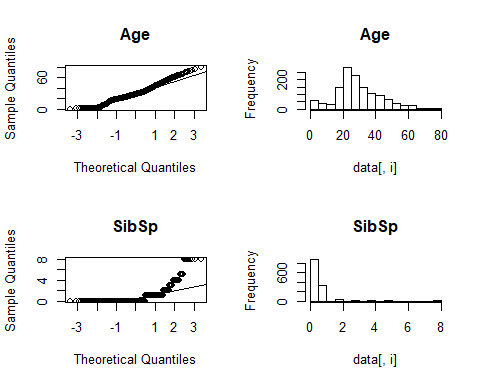 Age
Sample Quantiles
0 60
-3 -1 1 2 3
Theoretical Quantiles
Age
Frequency
0 200
0 20 40 60 80
data[, i]
SibSp
Sample Quantiles
0 4 8
-3 -1 1 2 3
Theoretical Quantiles
SibSp
Frequency
0 600
0 2 4 6 8
data[, i]